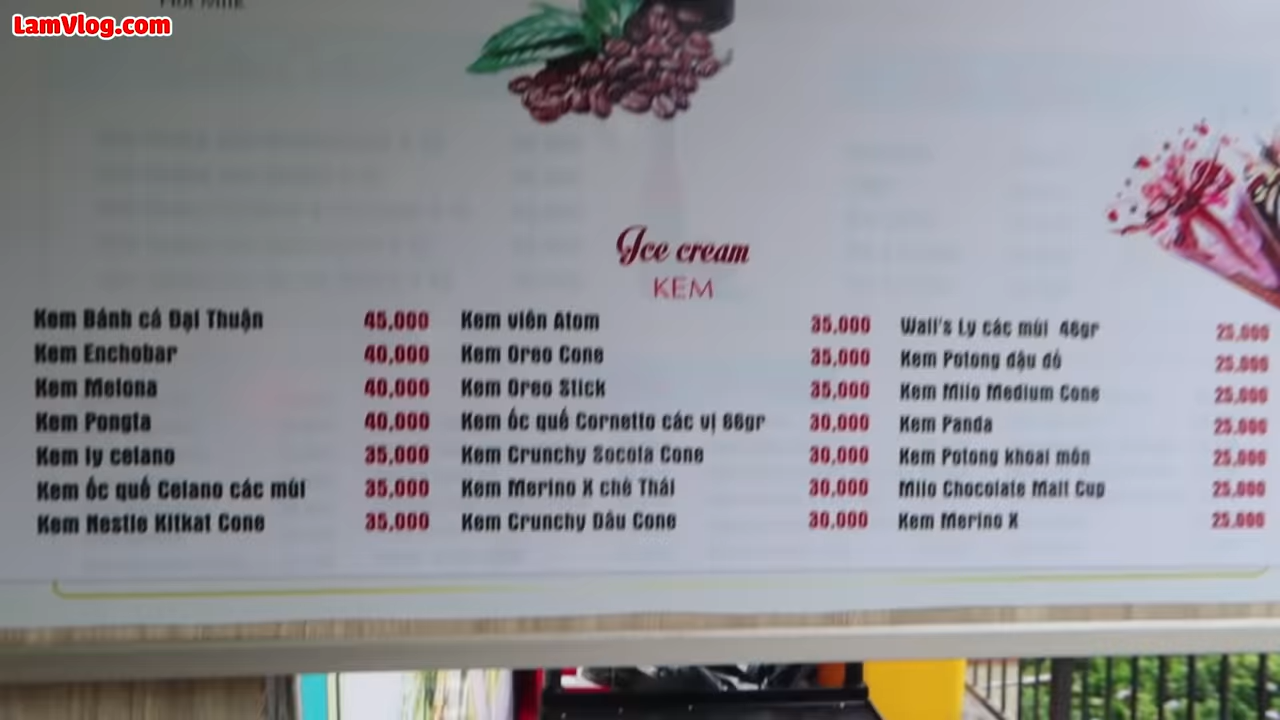 LamVlog.com
Hot Milk
Ice cream
KEM
Kem Bánh cá Đại Thuận 45,000
Kem Enchobar 40,000
Kem Melona 40,000
Kem Pongta 40,000
Kem ly celano 35,000
Kem ốc quế Celano các mùi 35,000
Kem Nestle Kitkat Cone 35,000
Kem viên Atom 35,000
Kem Oreo Cone 35,000
Kem Oreo Stick 35,000
Kem ốc quế Cornetto các vị 66gr 30,000
Kem Crunchy Socola Cone 30,000
Kem Merino X chè Thái 30,000
Kem Crunchy Dâu Cone 30,000
Wall's Ly các mùi 46gr 25,000
Kem Potong đậu đỏ 25,000
Kem Milo Medium Cone 25,000
Kem Panda 25,000
Kem Potong khoai môn 25,000
Milo Chocolate Malt Cup 25,000
Kem Merino X 25,000